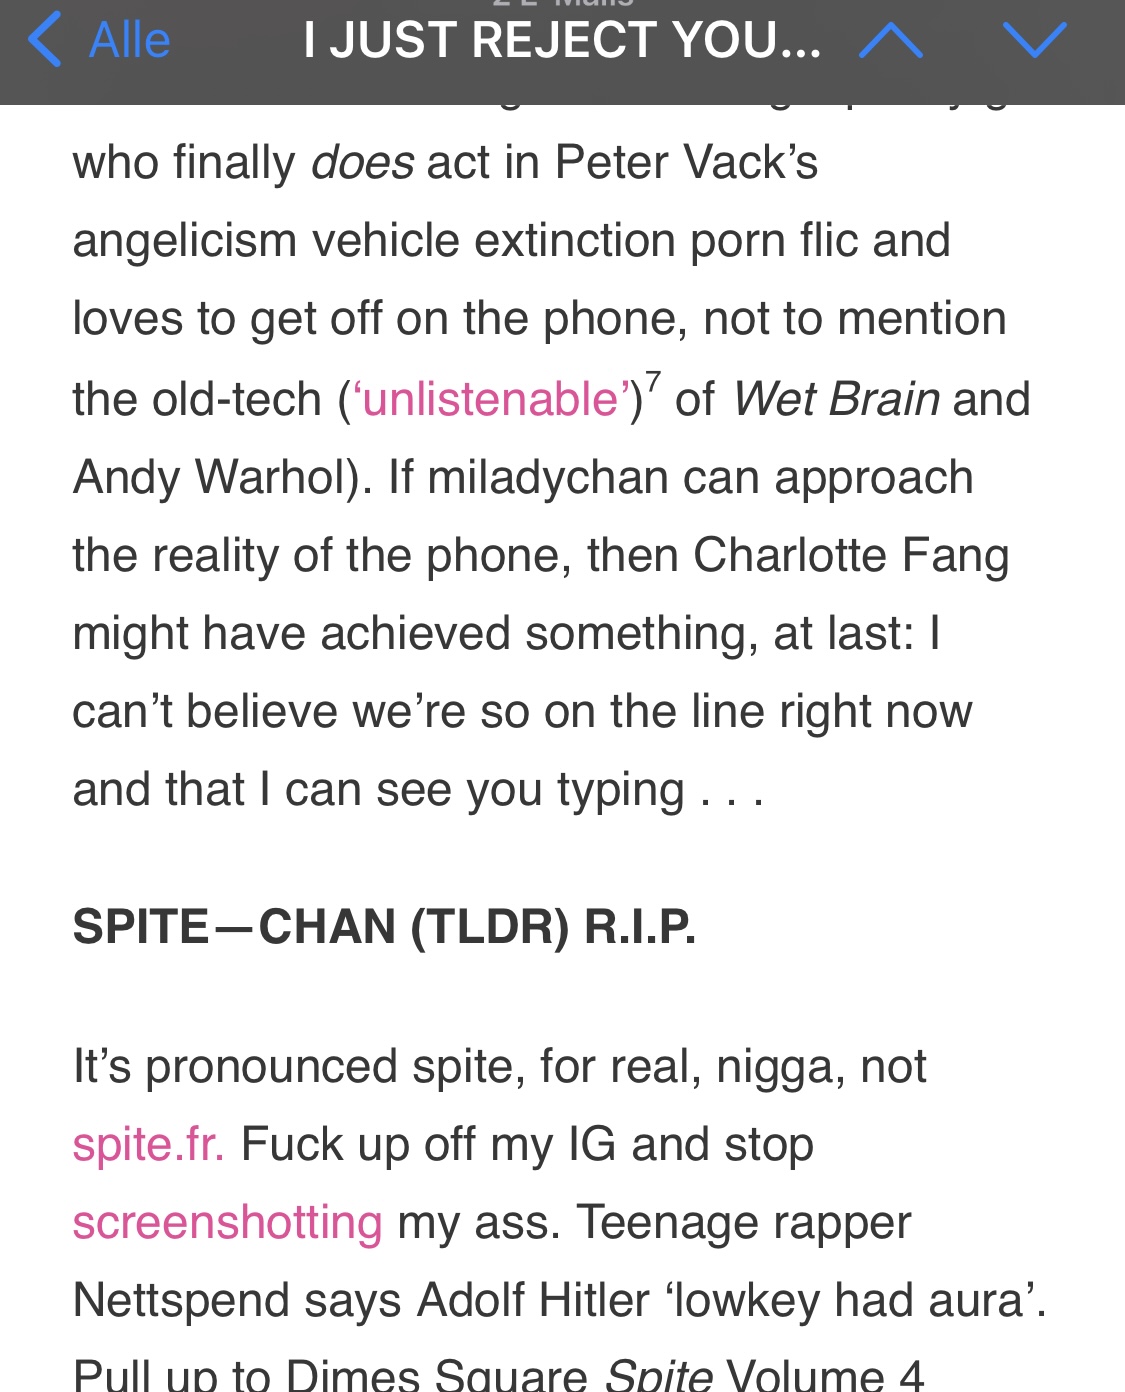 Alle
I JUST REJECT YOU...
who finally does act in Peter Vack’s
angelicism vehicle extinction porn flic and
loves to get off on the phone, not to mention
the old-tech (‘unlistenable’)7 of Wet Brain and
Andy Warhol). If miladychan can approach
the reality of the phone, then Charlotte Fang
might have achieved something, at last: I
can’t believe we’re so on the line right now
and that I can see you typing . . .
SPITE—CHAN (TLDR) R.I.P.
It’s pronounced spite, for real, nigga, not
spite.fr. Fuck up off my IG and stop
screenshotting my ass. Teenage rapper
Nettspend says Adolf Hitler ‘lowkey had aura’.
Pull up to Dimes Square Spite Volume 4